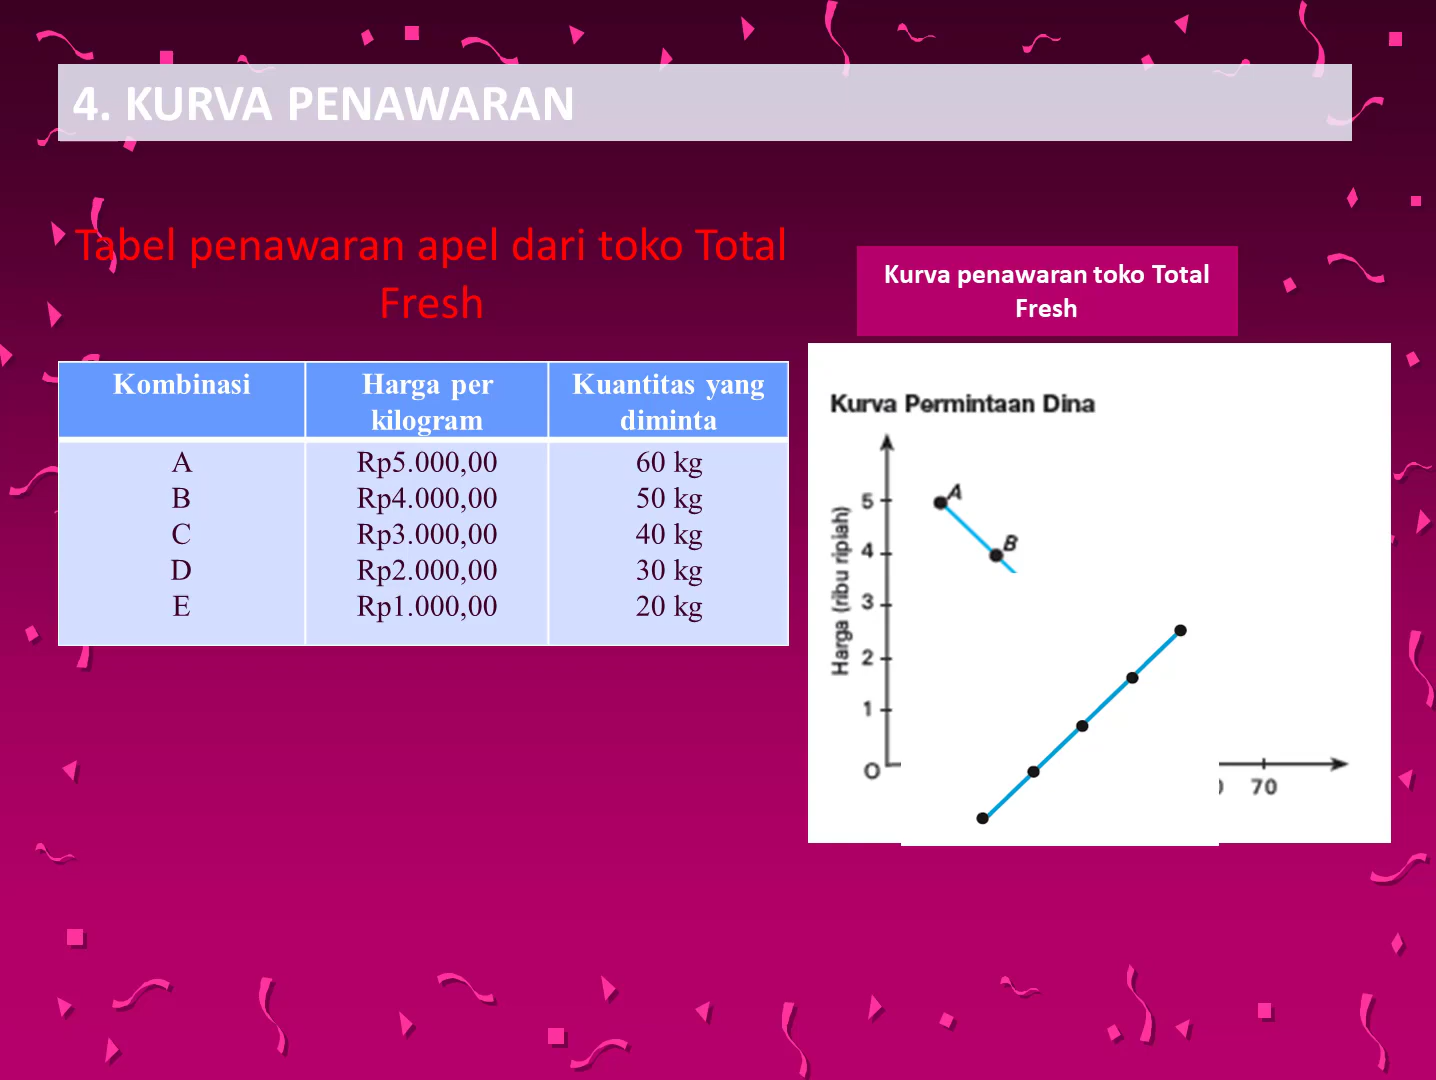 4. KURVA PENAWARAN
Tabel penawaran apel dari toko Total
Fresh
Kombinasi Harga per kilogram Kuantitas yang diminta
A Rp5.000,00 60 kg
B Rp4.000,00 50 kg
C Rp3.000,00 40 kg
D Rp2.000,00 30 kg
E Rp1.000,00 20 kg
Kurva penawaran toko Total
Fresh
Kurva Permintaan Dina
Harga (ribu ripiah)
5
4
3
2
1
O
A
B
70